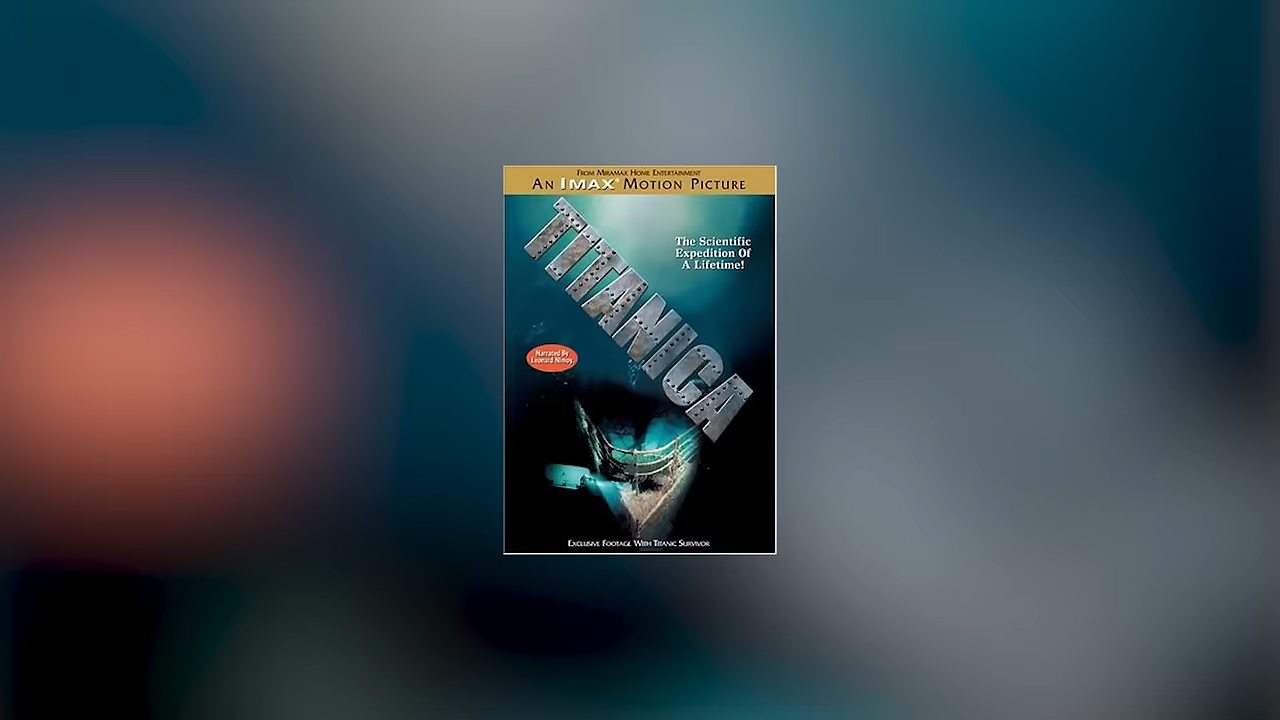 FROM MIRAMAX HOME ENTERTAINMENT
AN IMAX® MOTION PICTURE
TITANICA
The Scientific
Expedition Of
A Lifetime!
Narrated By
Leonard Nimoy.
EXCLUSIVE FOOTAGE WITH TITANIC SURVIVOR